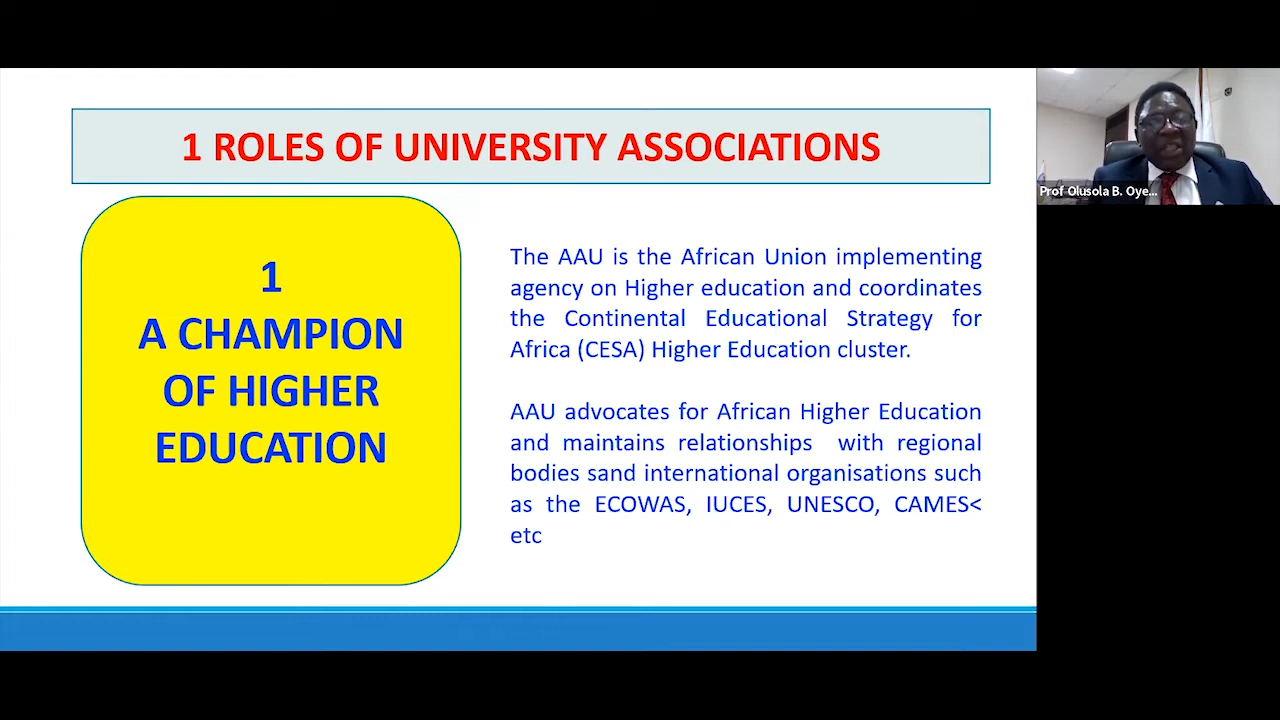 1 ROLES OF UNIVERSITY ASSOCIATIONS
1
A CHAMPION
OF HIGHER
EDUCATION
The AAU is the African Union implementing
agency on Higher education and coordinates
the Continental Educational Strategy for
Africa (CESA) Higher Education cluster.
AAU advocates for African Higher Education
and maintains relationships with regional
bodies sand international organisations such
as the ECOWAS, IUCES, UNESCO, CAMES<
etc
Prof Olusola B. Oye...